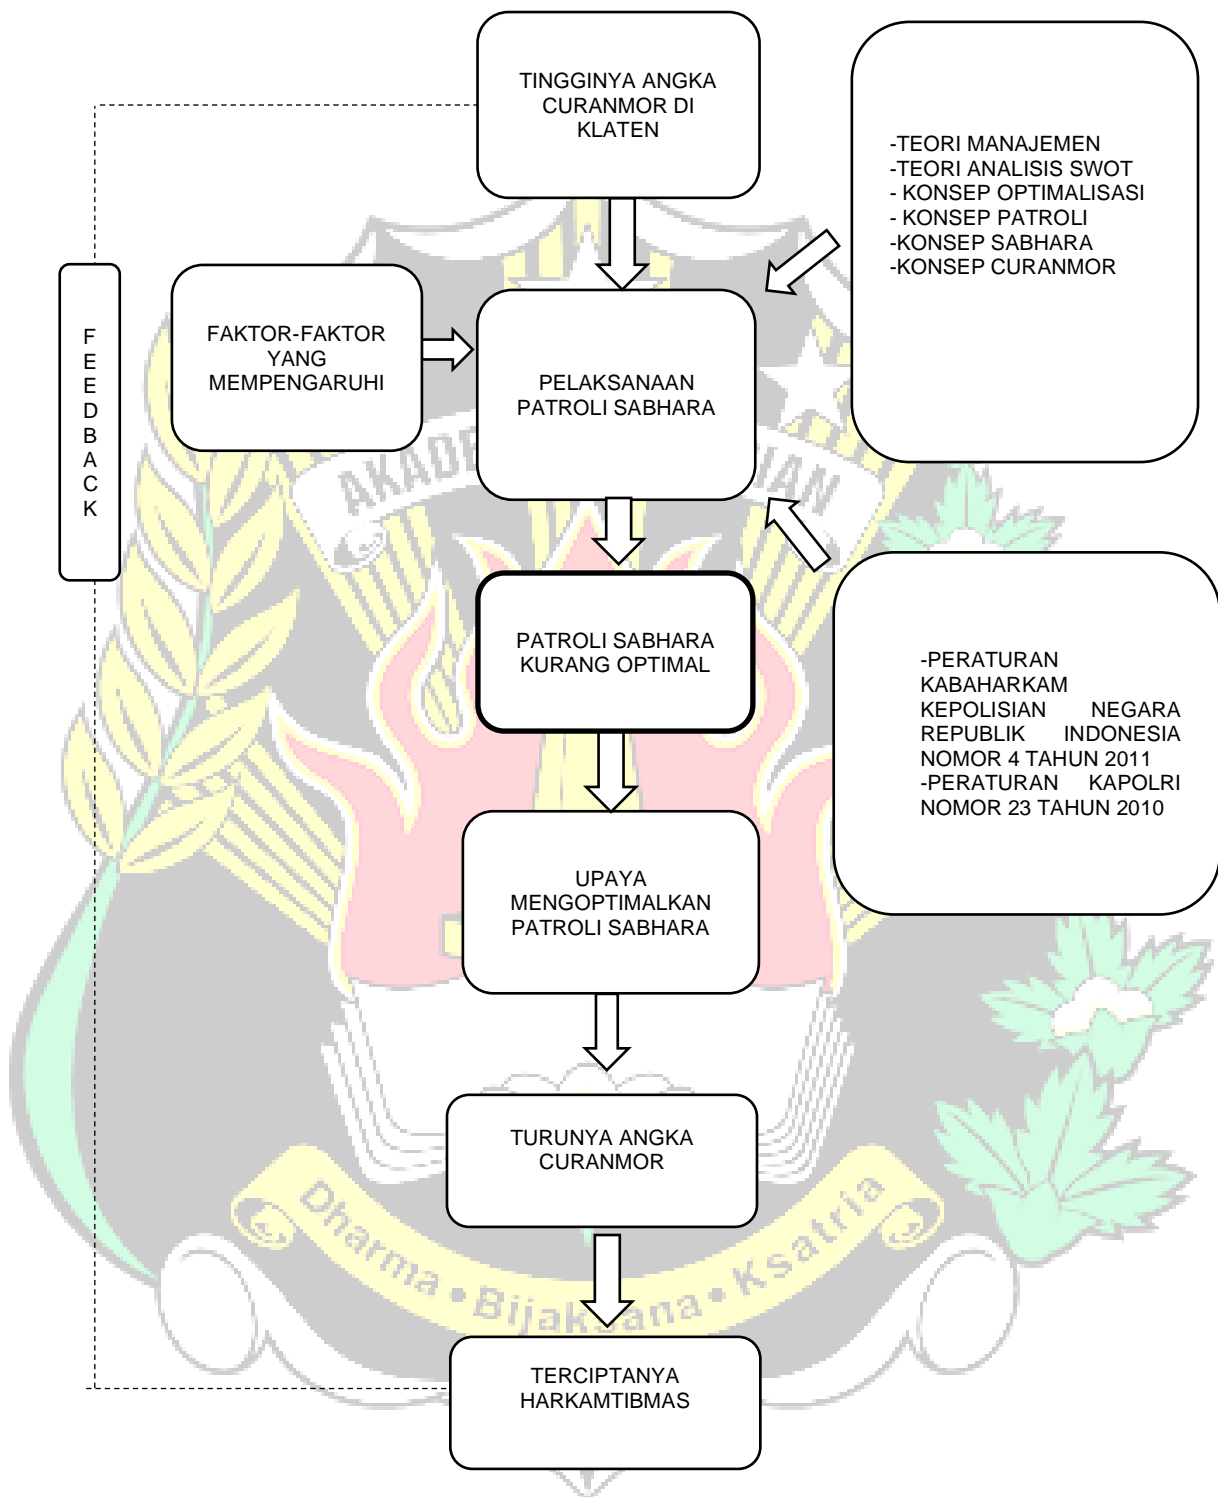 TINGGINYA ANGKA
CURANMOR DI
KLATEN
-TEORI MANAJEMEN
-TEORI ANALISIS SWOT
- KONSEP OPTIMALISASI
- KONSEP PATROLI
-KONSEP SABHARA
-KONSEP CURANMOR
F
E
E
D
B
A
C
K
FAKTOR-FAKTOR
YANG
MEMPENGARUHI
PELAKSANAAN
PATROLI SABHARA
PATROLI SABHARA
KURANG OPTIMAL
-PERATURAN
KABAHARKAM
KEPOLISIAN NEGARA
REPUBLIK INDONESIA
NOMOR 4 TAHUN 2011
-PERATURAN KAPOLRI
NOMOR 23 TAHUN 2010
UPAYA
MENGOPTIMALKAN
PATROLI SABHARA
TURUNYA ANGKA
CURANMOR
Dharma • Bijaksana • Ksatria
TERCIPTANYA
HARKAMTIBMAS